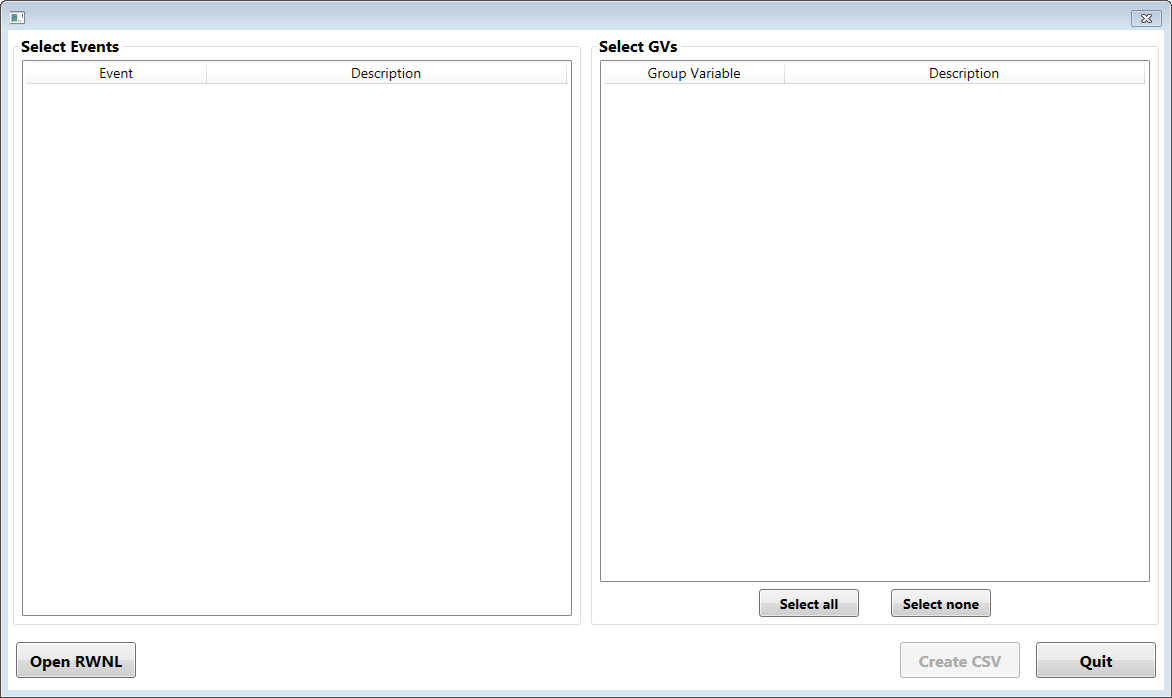 Select Events
Event Description
Select GVs
Group Variable Description
Select all Select none
Open RWNL Create CSV Quit